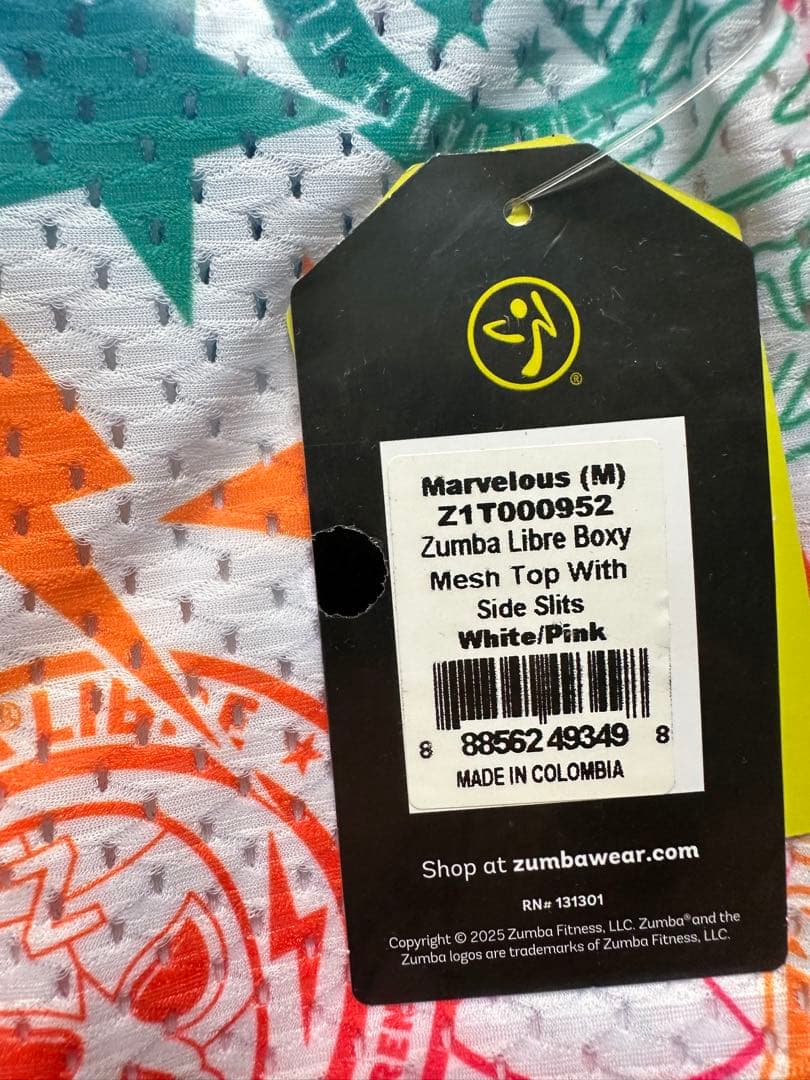 DANCE
Marvelous (M)
Z1T000952
Zumba Libre Boxy
Mesh Top With
Side Slits
White/Pink
8 88562 49349 8
MADE IN COLOMBIA
Shop at zumbawear.com
RN# 131301
Copyright © 2025 Zumba Fitness, LLC. Zumba® and the
Zumba logos are trademarks of Zumba Fitness, LLC.
LIBRE
Z